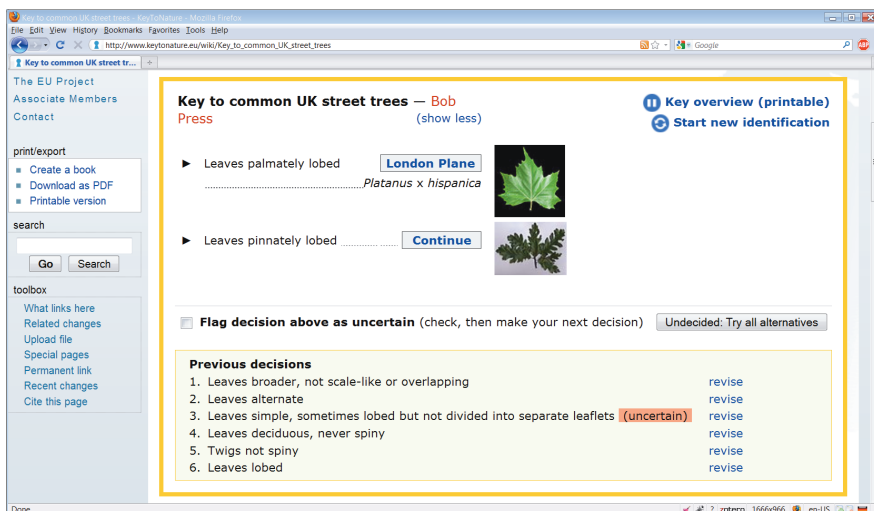 Key to common UK street trees - KeyToNature - Mozilla Firefox
File Edit View History Bookmarks Favorites Tools Help
http://www.keytonature.eu/wiki/Key_to_common_UK_street_trees
Google
ABP
Key to common UK street tr...
The EU Project
Associate Members
Contact
print/export
Create a book
Download as PDF
Printable version
search
Go Search
toolbox
What links here
Related changes
Upload file
Special pages
Permanent link
Recent changes
Cite this page
Key to common UK street trees — Bob
Press (show less)
Key overview (printable)
Start new identification
► Leaves palmately lobed London Plane
Platanus x hispanica
► Leaves pinnately lobed Continue
Flag decision above as uncertain (check, then make your next decision) Undecided: Try all alternatives
Previous decisions
1. Leaves broader, not scale-like or overlapping revise
2. Leaves alternate revise
3. Leaves simple, sometimes lobed but not divided into separate leaflets (uncertain) revise
4. Leaves deciduous, never spiny revise
5. Twigs not spiny revise
6. Leaves lobed revise
Done ? zotero 1666x966 en-US